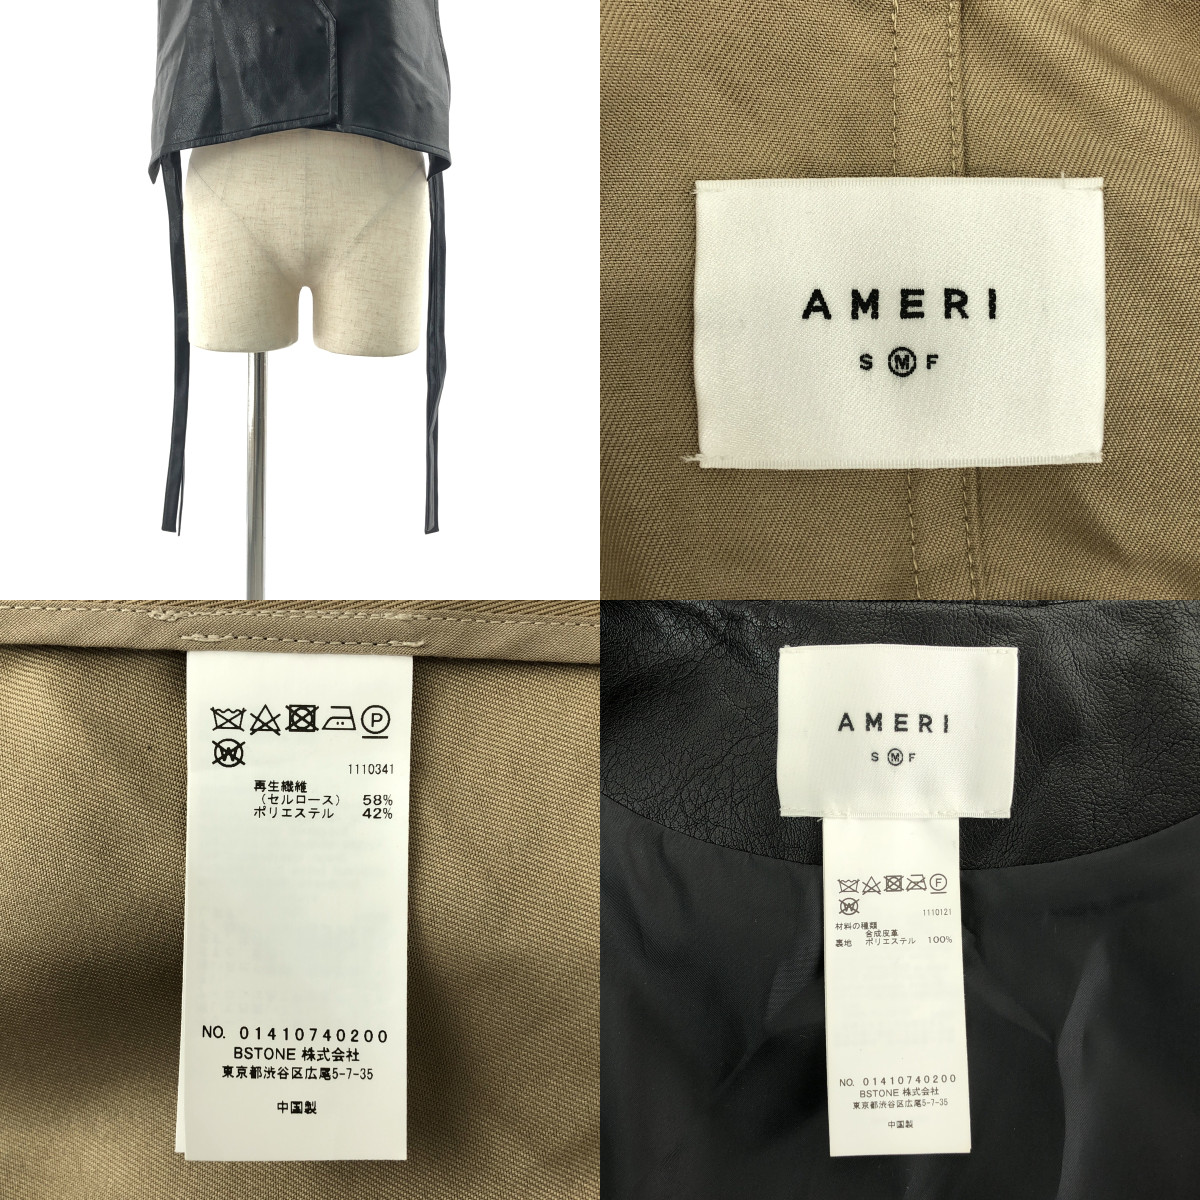 AMERI
S M F
1110341
再生繊維
(セルロース) 58%
ポリエステル 42%
NO. 01410740200
BSTONE 株式会社
東京都渋谷区広尾5-7-35
中国製
AMERI
S M F
1110121
材料の種類
合成皮革
裏地 ポリエステル 100%
NO. 01410740200
BSTONE 株式会社
東京都渋谷区広尾5-7-35
中国製